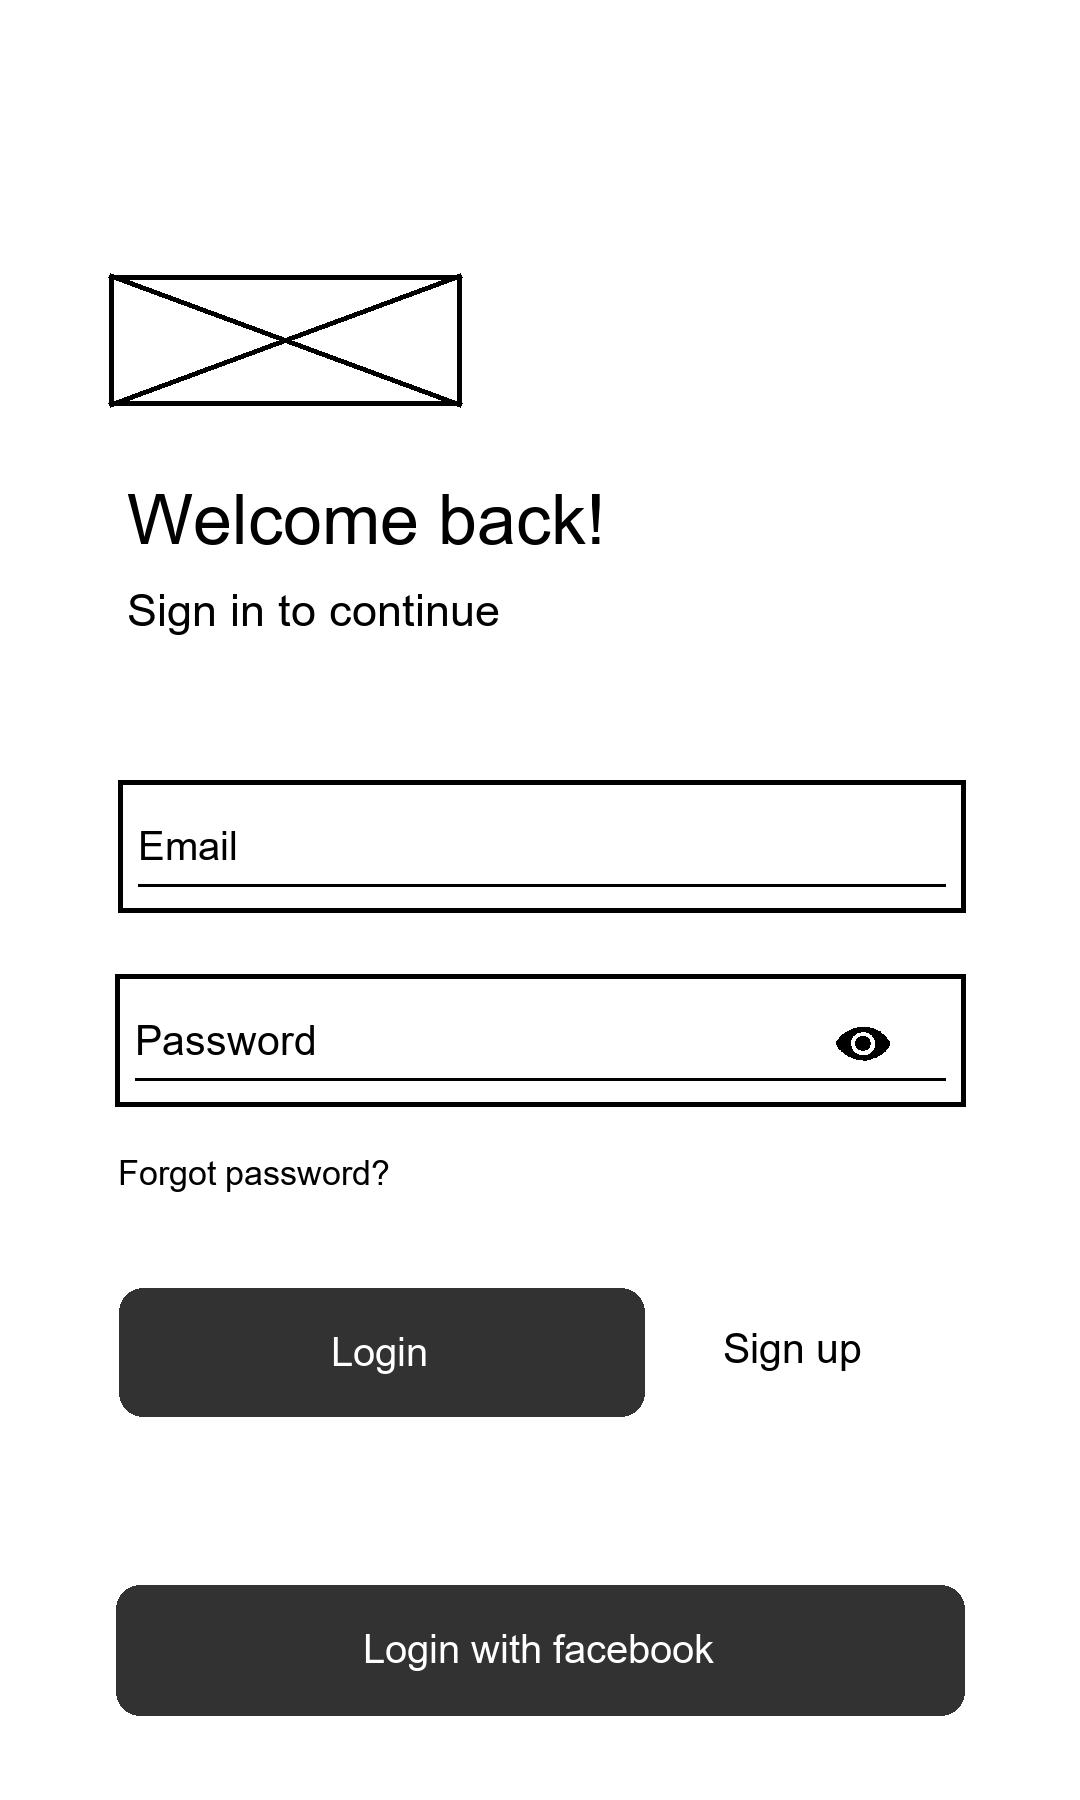 Welcome back!
Sign in to continue
Email
Password
Forgot password?
Login
Sign up
Login with facebook